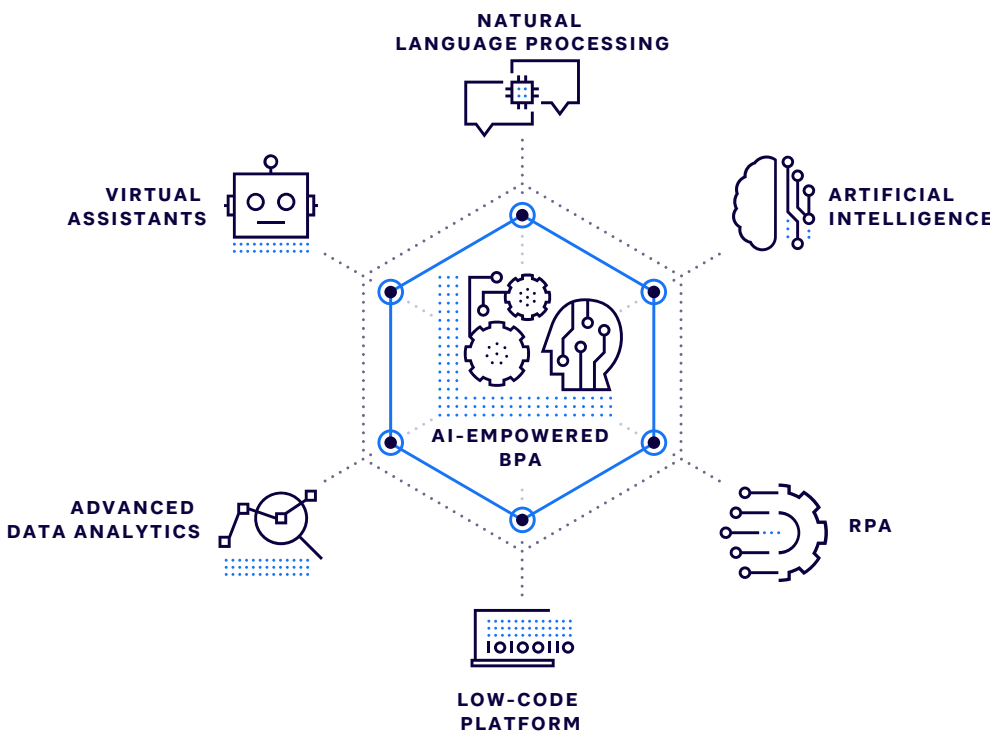 NATURAL
LANGUAGE PROCESSING
VIRTUAL
ASSISTANTS
ARTIFICIAL
INTELLIGENCE
AI-EMPOWERED
BPA
ADVANCED
DATA ANALYTICS
RPA
IOIOOIIO
LOW-CODE
PLATFORM